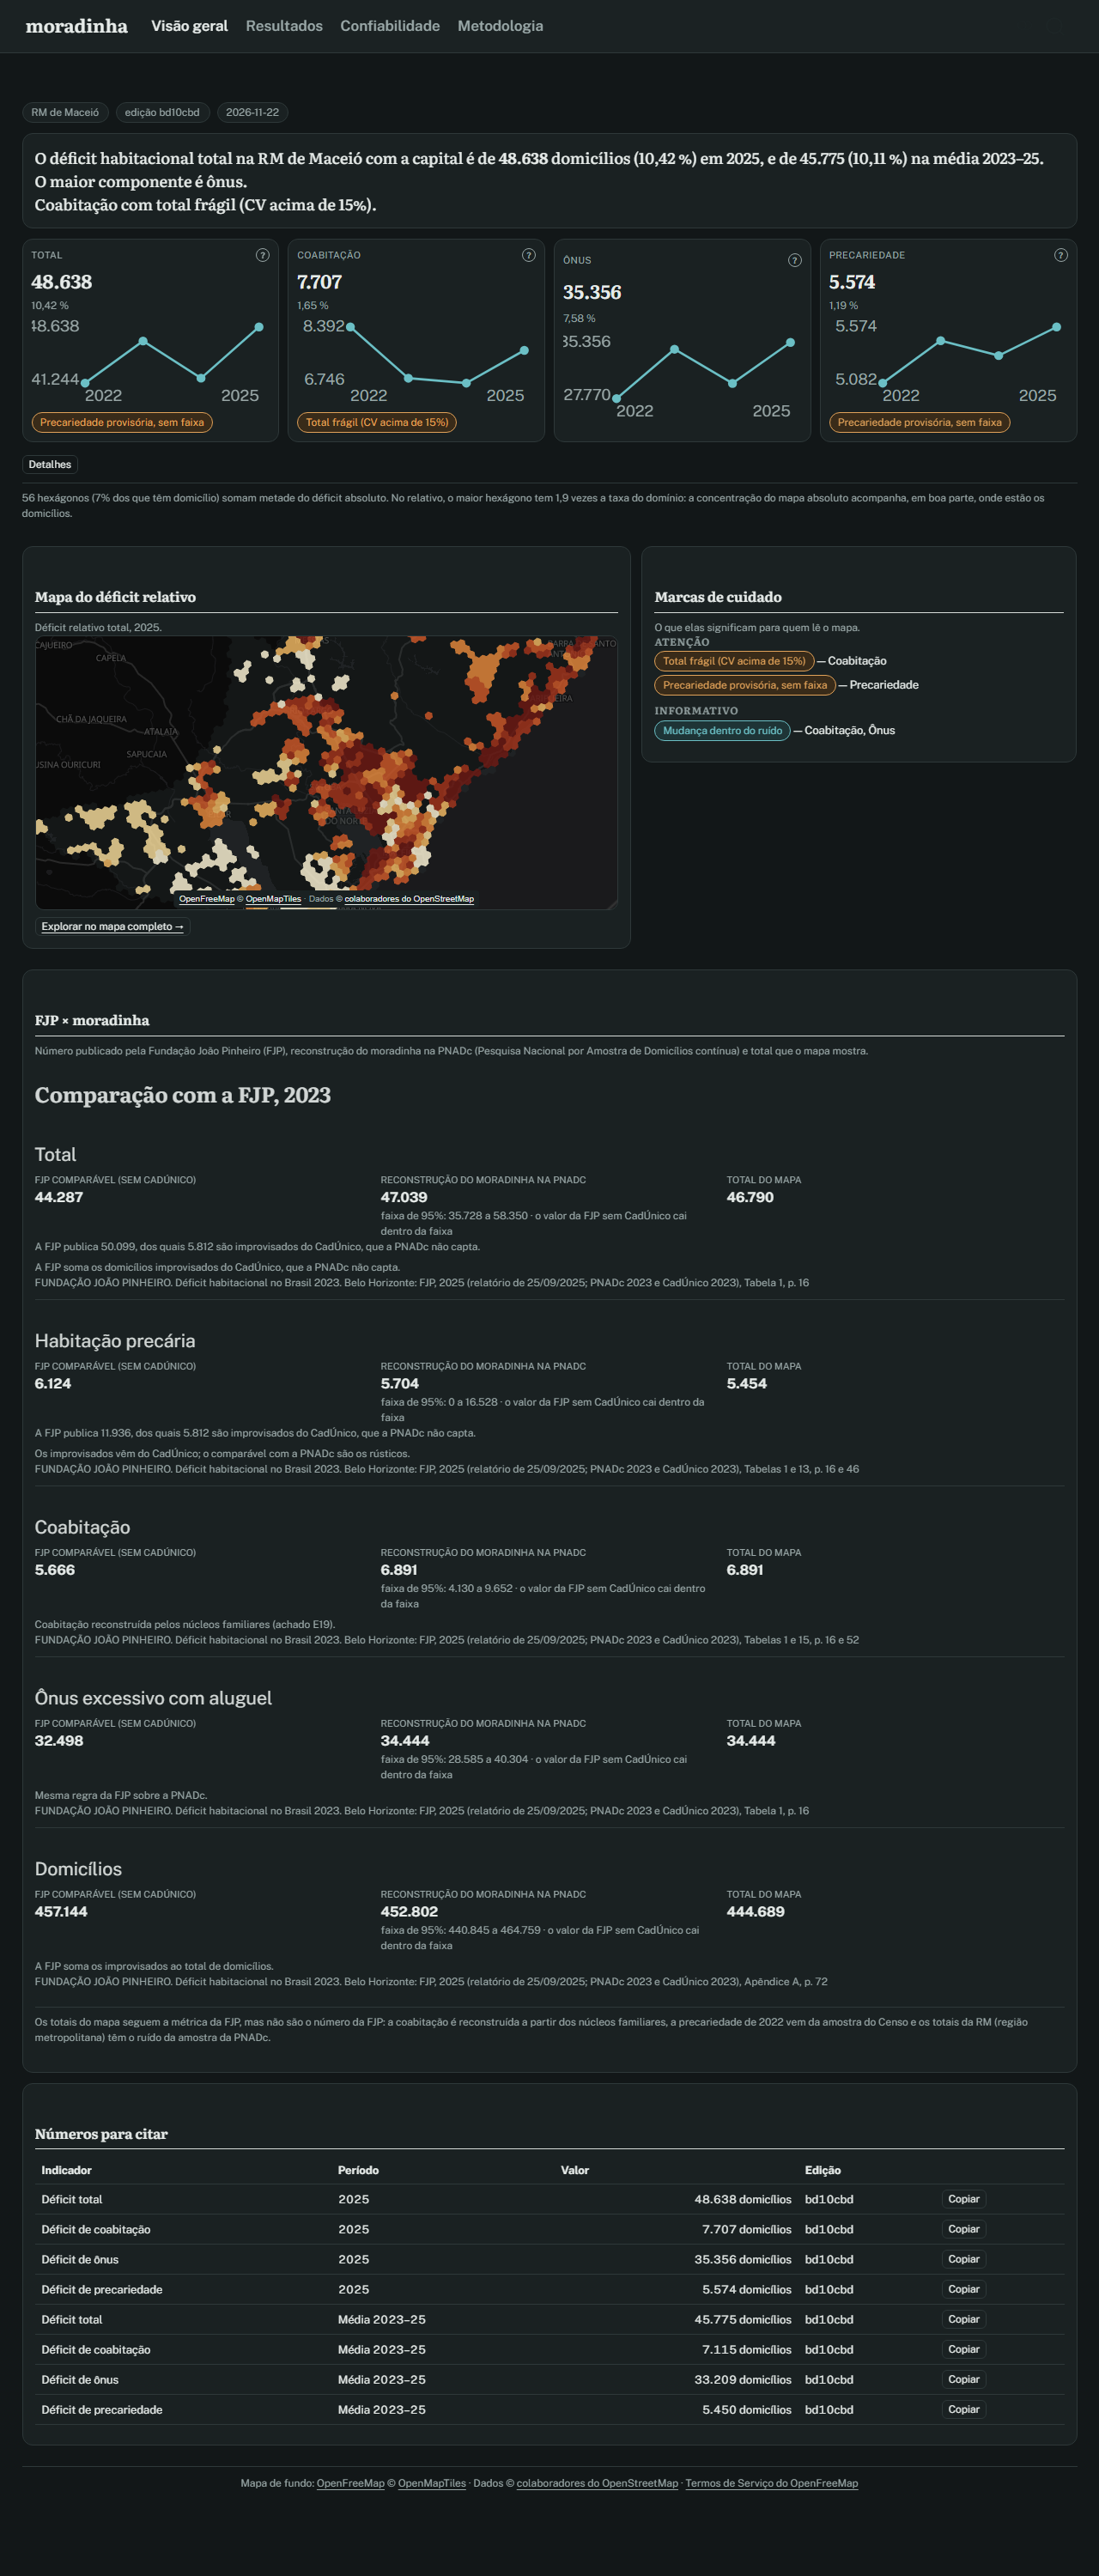 moradinha Visão geral Resultados Confiabilidade Metodologia
RM de Maceió edição bd10cbd 2026-11-22
O déficit habitacional total na RM de Maceió com a capital é de 48.638 domicílios (10,42 %) em 2025, e de 45.775 (10,11 %) na média 2023–25.
O maior componente é ônus.
Coabitação com total frágil (CV acima de 15%).
TOTAL ?
48.638
10,42 %
48.638
41.244
2022 2025
Precariedade provisória, sem faixa
COABITAÇÃO ?
7.707
1,65 %
8.392
6.746
2022 2025
Total frágil (CV acima de 15%)
ÔNUS ?
35.356
7,58 %
35.356
27.770
2022 2025
PRECARIEDADE ?
5.574
1,19 %
5.574
5.082
2022 2025
Precariedade provisória, sem faixa
Detalhes
56 hexágonos (7% dos que têm domicílio) somam metade do déficit absoluto. No relativo, o maior hexágono tem 1,9 vezes a taxa do domínio: a concentração do mapa absoluto acompanha, em boa parte, onde estão os
domicílios.
Mapa do déficit relativo
Déficit relativo total, 2025.
CAJUEIRO
CAPELA
CHÃ DA JAQUEIRA
ATALAIA
SAPUCAIA
USINA OURICURI
OpenFreeMap © OpenMapTiles · Dados © colaboradores do OpenStreetMap
Explorar no mapa completo →
Marcas de cuidado
O que elas significam para quem lê o mapa.
ATENÇÃO
Total frágil (CV acima de 15%) — Coabitação
Precariedade provisória, sem faixa — Precariedade
INFORMATIVO
Mudança dentro do ruído — Coabitação, Ônus
FJP × moradinha
Número publicado pela Fundação João Pinheiro (FJP), reconstrução do moradinha na PNADc (Pesquisa Nacional por Amostra de Domicílios contínua) e total que o mapa mostra.
Comparação com a FJP, 2023
Total
FJP COMPARÁVEL (SEM CADÚNICO) RECONSTRUÇÃO DO MORADINHA NA PNADC TOTAL DO MAPA
44.287 47.039 46.790
faixa de 95%: 35.728 a 58.350 · o valor da FJP sem CadÚnico cai
dentro da faixa
A FJP publica 50.099, dos quais 5.812 são improvisados do CadÚnico, que a PNADc não capta.
A FJP soma os domicílios improvisados do CadÚnico, que a PNADc não capta.
FUNDAÇÃO JOÃO PINHEIRO. Déficit habitacional no Brasil 2023. Belo Horizonte: FJP, 2025 (relatório de 25/09/2025; PNADc 2023 e CadÚnico 2023), Tabela 1, p. 16
Habitação precária
FJP COMPARÁVEL (SEM CADÚNICO) RECONSTRUÇÃO DO MORADINHA NA PNADC TOTAL DO MAPA
6.124 5.704 5.454
faixa de 95%: 0 a 16.528 · o valor da FJP sem CadÚnico cai dentro da
faixa
A FJP publica 11.936, dos quais 5.812 são improvisados do CadÚnico, que a PNADc não capta.
Os improvisados vêm do CadÚnico; o comparável com a PNADc são os rústicos.
FUNDAÇÃO JOÃO PINHEIRO. Déficit habitacional no Brasil 2023. Belo Horizonte: FJP, 2025 (relatório de 25/09/2025; PNADc 2023 e CadÚnico 2023), Tabelas 1 e 13, p. 16 e 46
Coabitação
FJP COMPARÁVEL (SEM CADÚNICO) RECONSTRUÇÃO DO MORADINHA NA PNADC TOTAL DO MAPA
5.666 6.891 6.891
faixa de 95%: 4.130 a 9.652 · o valor da FJP sem CadÚnico cai dentro
da faixa
Coabitação reconstruída pelos núcleos familiares (achado E19).
FUNDAÇÃO JOÃO PINHEIRO. Déficit habitacional no Brasil 2023. Belo Horizonte: FJP, 2025 (relatório de 25/09/2025; PNADc 2023 e CadÚnico 2023), Tabelas 1 e 15, p. 16 e 52
Ônus excessivo com aluguel
FJP COMPARÁVEL (SEM CADÚNICO) RECONSTRUÇÃO DO MORADINHA NA PNADC TOTAL DO MAPA
32.498 34.444 34.444
faixa de 95%: 28.585 a 40.304 · o valor da FJP sem CadÚnico cai
dentro da faixa
Mesma regra da FJP sobre a PNADc.
FUNDAÇÃO JOÃO PINHEIRO. Déficit habitacional no Brasil 2023. Belo Horizonte: FJP, 2025 (relatório de 25/09/2025; PNADc 2023 e CadÚnico 2023), Tabela 1, p. 16
Domicílios
FJP COMPARÁVEL (SEM CADÚNICO) RECONSTRUÇÃO DO MORADINHA NA PNADC TOTAL DO MAPA
457.144 452.802 444.689
faixa de 95%: 440.845 a 464.759 · o valor da FJP sem CadÚnico cai
dentro da faixa
A FJP soma os improvisados ao total de domicílios.
FUNDAÇÃO JOÃO PINHEIRO. Déficit habitacional no Brasil 2023. Belo Horizonte: FJP, 2025 (relatório de 25/09/2025; PNADc 2023 e CadÚnico 2023), Apêndice A, p. 72
Os totais do mapa seguem a métrica da FJP, mas não são o número da FJP: a coabitação é reconstruída a partir dos núcleos familiares, a precariedade de 2022 vem da amostra do Censo e os totais da RM (região
metropolitana) têm o ruído da amostra da PNADc.
Números para citar
Indicador Período Valor Edição
Déficit total 2025 48.638 domicílios bd10cbd Copiar
Déficit de coabitação 2025 7.707 domicílios bd10cbd Copiar
Déficit de ônus 2025 35.356 domicílios bd10cbd Copiar
Déficit de precariedade 2025 5.574 domicílios bd10cbd Copiar
Déficit total Média 2023–25 45.775 domicílios bd10cbd Copiar
Déficit de coabitação Média 2023–25 7.115 domicílios bd10cbd Copiar
Déficit de ônus Média 2023–25 33.209 domicílios bd10cbd Copiar
Déficit de precariedade Média 2023–25 5.450 domicílios bd10cbd Copiar
Mapa de fundo: OpenFreeMap © OpenMapTiles · Dados © colaboradores do OpenStreetMap · Termos de Serviço do OpenFreeMap